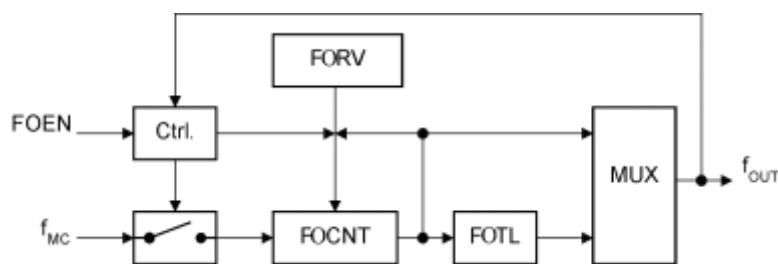 FORV
FOEN
Ctrl.
MUX
fOUT
fMC
FOCNT
FOTL